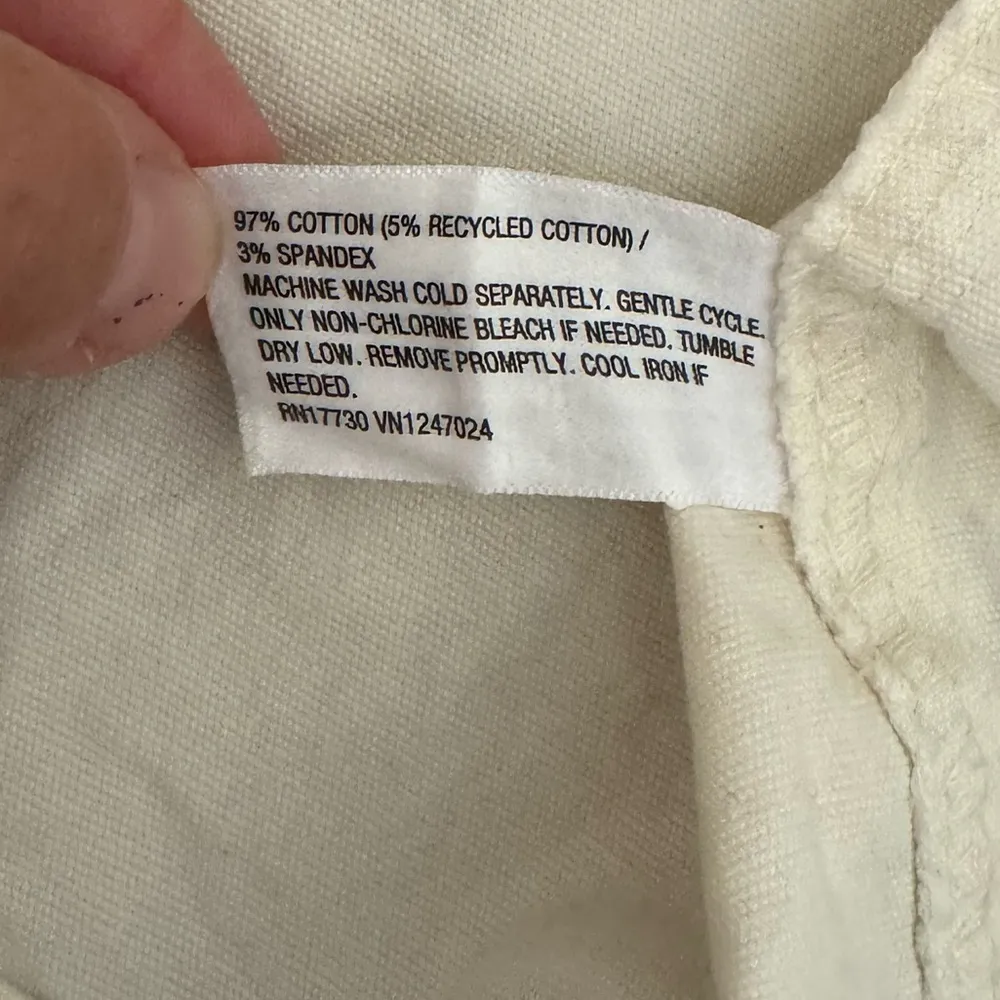 97% COTTON (5% RECYCLED COTTON) /
3% SPANDEX
MACHINE WASH COLD SEPARATELY. GENTLE CYCLE.
ONLY NON-CHLORINE BLEACH IF NEEDED. TUMBLE
DRY LOW. REMOVE PROMPTLY. COOL IRON IF
NEEDED.
RN17730 VN1247024